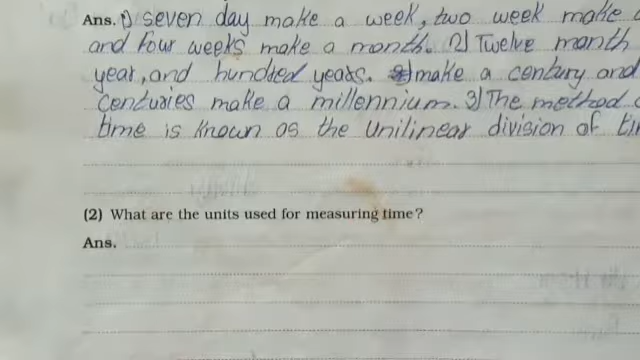 Ans. 1) seven day make a week, two week make
and four weeks make a month. 2) Twelve month
year, and hundred years. make a century and
centuries make a millennium. 3) The method
time is known as the unilinear division of
(2) What are the units used for measuring time?
Ans.